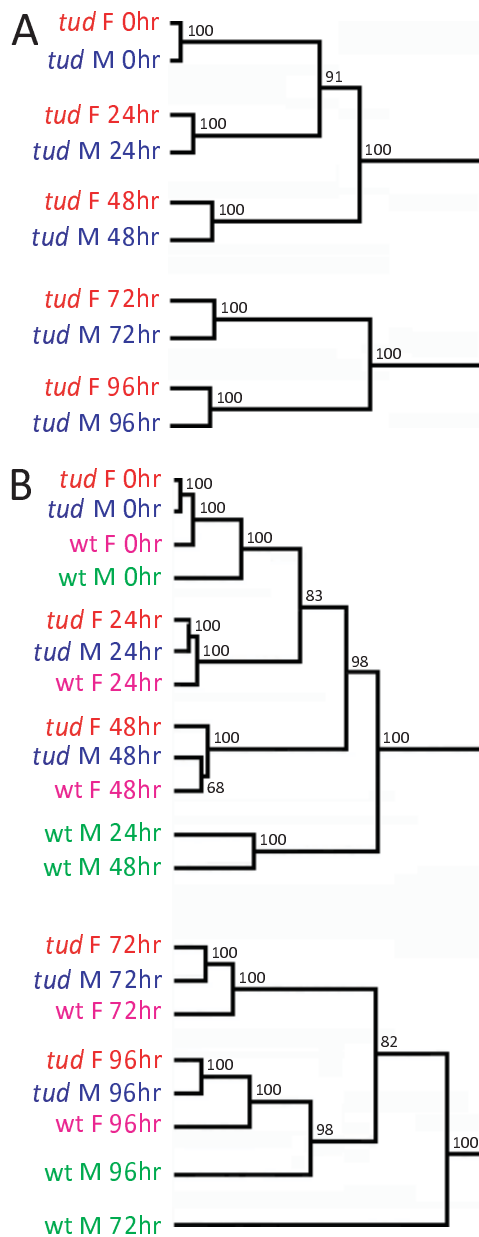 A
tud F 0hr
100
tud M 0hr
91
tud F 24hr
100
tud M 24hr
100
tud F 48hr
100
tud M 48hr
tud F 72hr
100
tud M 72hr
100
tud F 96hr
100
tud M 96hr
B
tud F 0hr
100
tud M 0hr
100
wt F 0hr
100
wt M 0hr
83
tud F 24hr
100
tud M 24hr
100
wt F 24hr
98
tud F 48hr
100
100
tud M 48hr
68
wt F 48hr
wt M 24hr
100
wt M 48hr
tud F 72hr
100
tud M 72hr
100
wt F 72hr
82
tud F 96hr
100
tud M 96hr
100
wt F 96hr
98
100
wt M 96hr
wt M 72hr